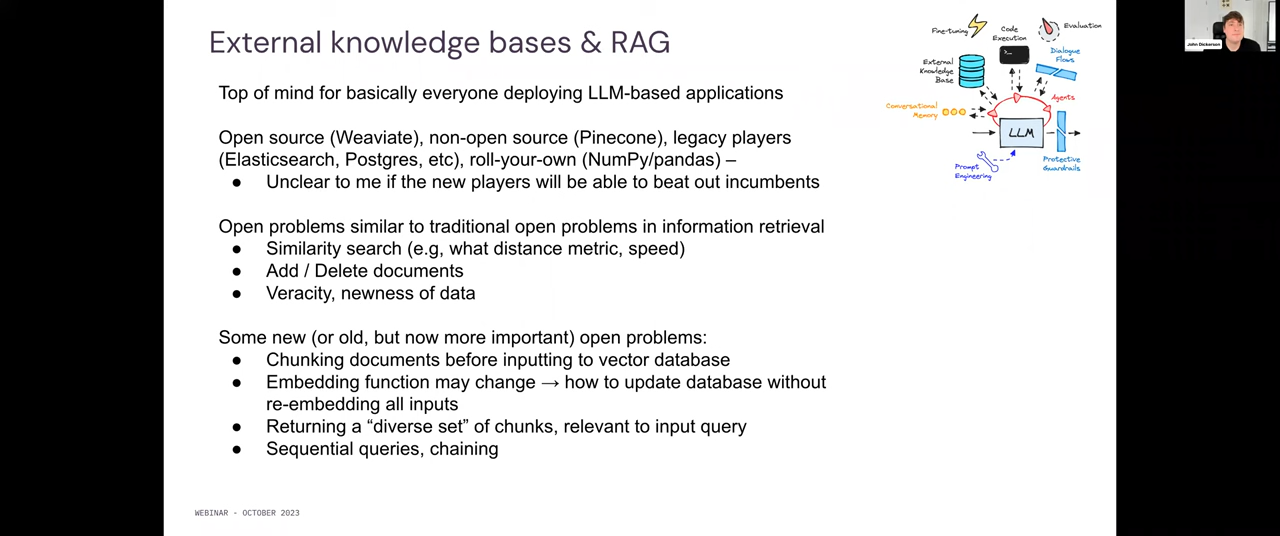 External knowledge bases & RAG
Top of mind for basically everyone deploying LLM-based applications
Open source (Weaviate), non-open source (Pinecone), legacy players
(Elasticsearch, Postgres, etc), roll-your-own (NumPy/pandas) –
● Unclear to me if the new players will be able to beat out incumbents
Open problems similar to traditional open problems in information retrieval
● Similarity search (e.g, what distance metric, speed)
● Add / Delete documents
● Veracity, newness of data
Some new (or old, but now more important) open problems:
● Chunking documents before inputting to vector database
● Embedding function may change → how to update database without
re-embedding all inputs
● Returning a “diverse set” of chunks, relevant to input query
● Sequential queries, chaining
WEBINAR - OCTOBER 2023
Fine-tuning
Code
Execution
Evaluation
Dialogue
Flows
External
Knowledge
Base
Agents
Conversational
Memory
LLM
Prompt
Engineering
Protective
Guardrails
John Dickerson